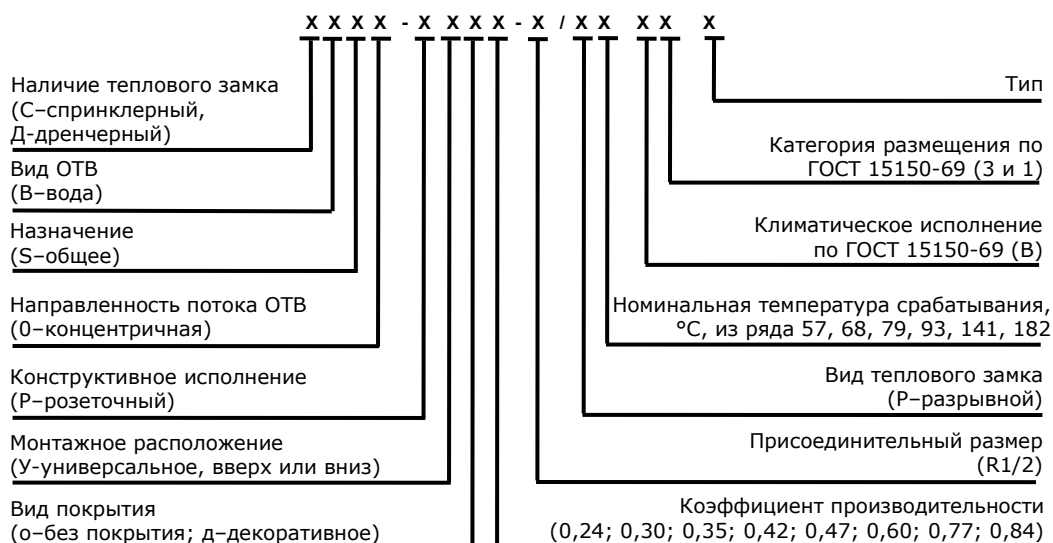 X X X X - X X X X - X / X X X X X
Наличие теплового замка
(С–спринклерный,
Д-дренчерный)
Вид ОТВ
(В–вода)
Назначение
(S–общее)
Направленность потока ОТВ
(0–концентричная)
Конструктивное исполнение
(Р–розеточный)
Монтажное расположение
(У-универсальное, вверх или вниз)
Вид покрытия
(о–без покрытия; д–декоративное)
Тип
Категория размещения по
ГОСТ 15150-69 (3 и 1)
Климатическое исполнение
по ГОСТ 15150-69 (В)
Номинальная температура срабатывания,
°С, из ряда 57, 68, 79, 93, 141, 182
Вид теплового замка
(Р–разрывной)
Присоединительный размер
(R1/2)
Коэффициент производительности
(0,24; 0,30; 0,35; 0,42; 0,47; 0,60; 0,77; 0,84)